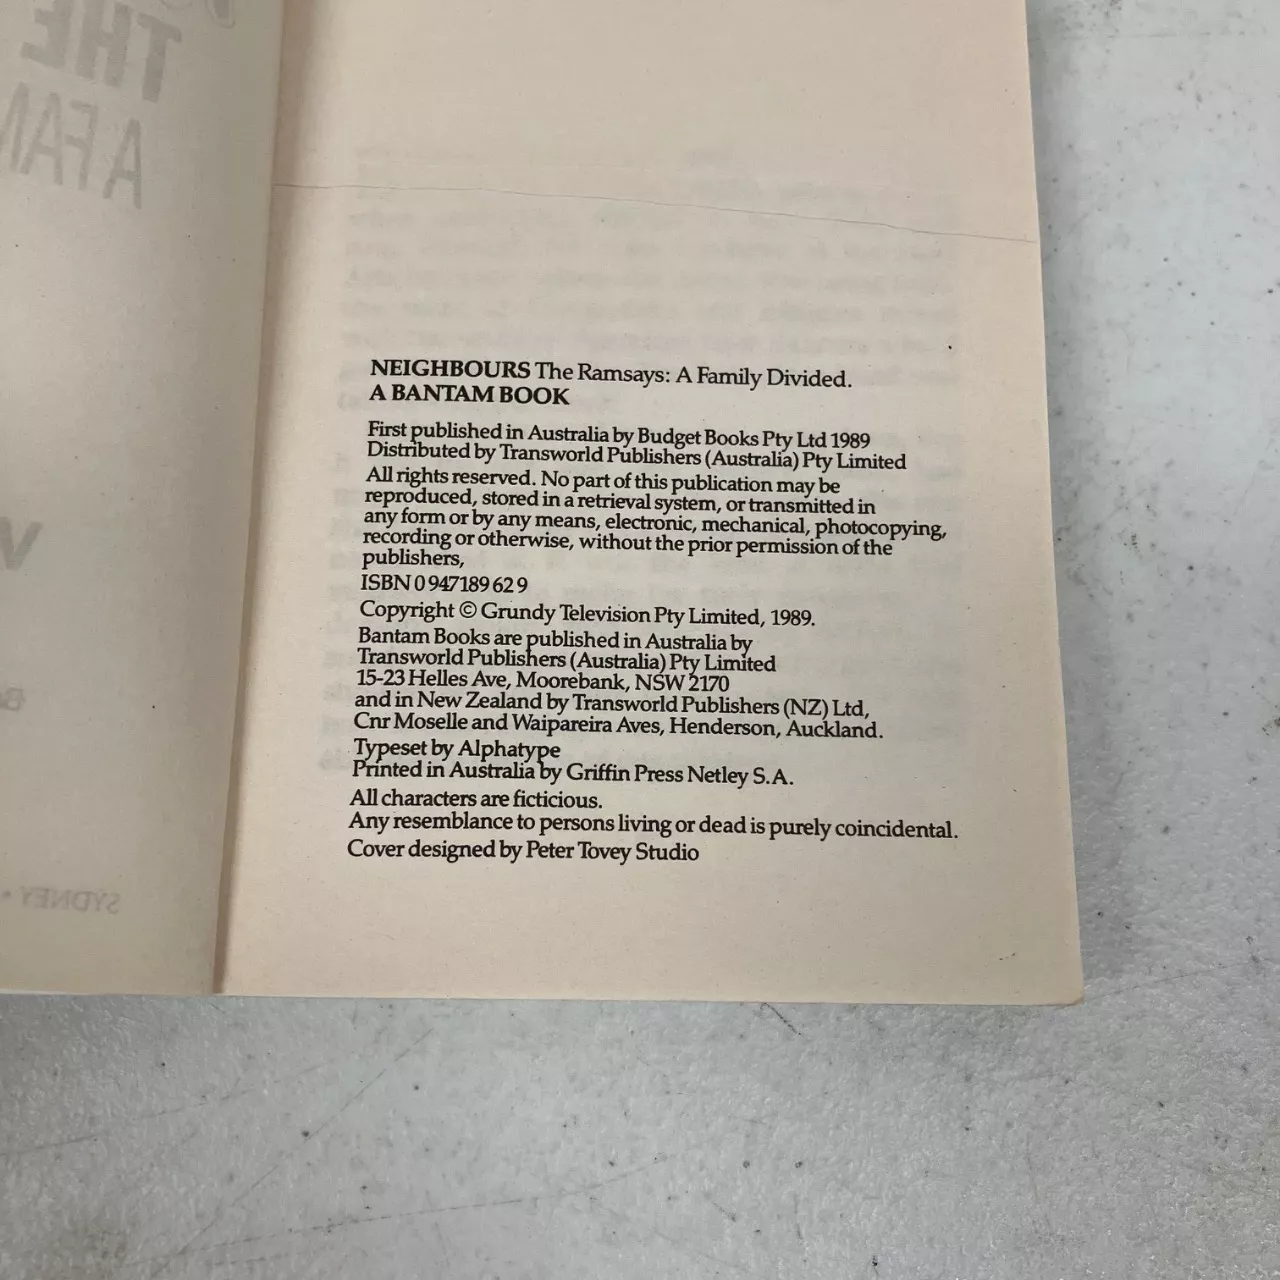 THE
A FAM
SYDNEY •
NEIGHBOURS The Ramsays: A Family Divided.
A BANTAM BOOK
First published in Australia by Budget Books Pty Ltd 1989
Distributed by Transworld Publishers (Australia) Pty Limited
All rights reserved. No part of this publication may be
reproduced, stored in a retrieval system, or transmitted in
any form or by any means, electronic, mechanical, photocopying,
recording or otherwise, without the prior permission of the
publishers,
ISBN 0 947189 62 9
Copyright © Grundy Television Pty Limited, 1989.
Bantam Books are published in Australia by
Transworld Publishers (Australia) Pty Limited
15-23 Helles Ave, Moorebank, NSW 2170
and in New Zealand by Transworld Publishers (NZ) Ltd,
Cnr Moselle and Waipareira Aves, Henderson, Auckland.
Typeset by Alphatype
Printed in Australia by Griffin Press Netley S.A.
All characters are ficticious.
Any resemblance to persons living or dead is purely coincidental.
Cover designed by Peter Tovey Studio